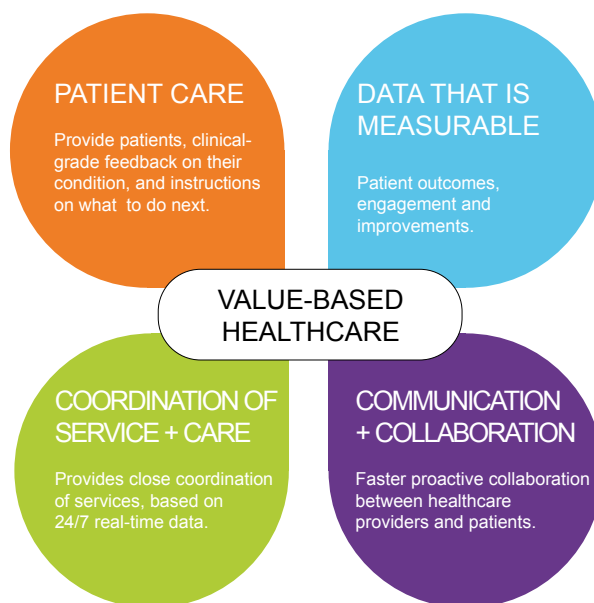 PATIENT CARE
Provide patients, clinical-
grade feedback on their
condition, and instructions
on what to do next.
DATA THAT IS
MEASURABLE
Patient outcomes,
engagement and
improvements.
VALUE-BASED
HEALTHCARE
COORDINATION OF
SERVICE + CARE
Provides close coordination
of services, based on
24/7 real-time data.
COMMUNICATION
+ COLLABORATION
Faster proactive collaboration
between healthcare
providers and patients.